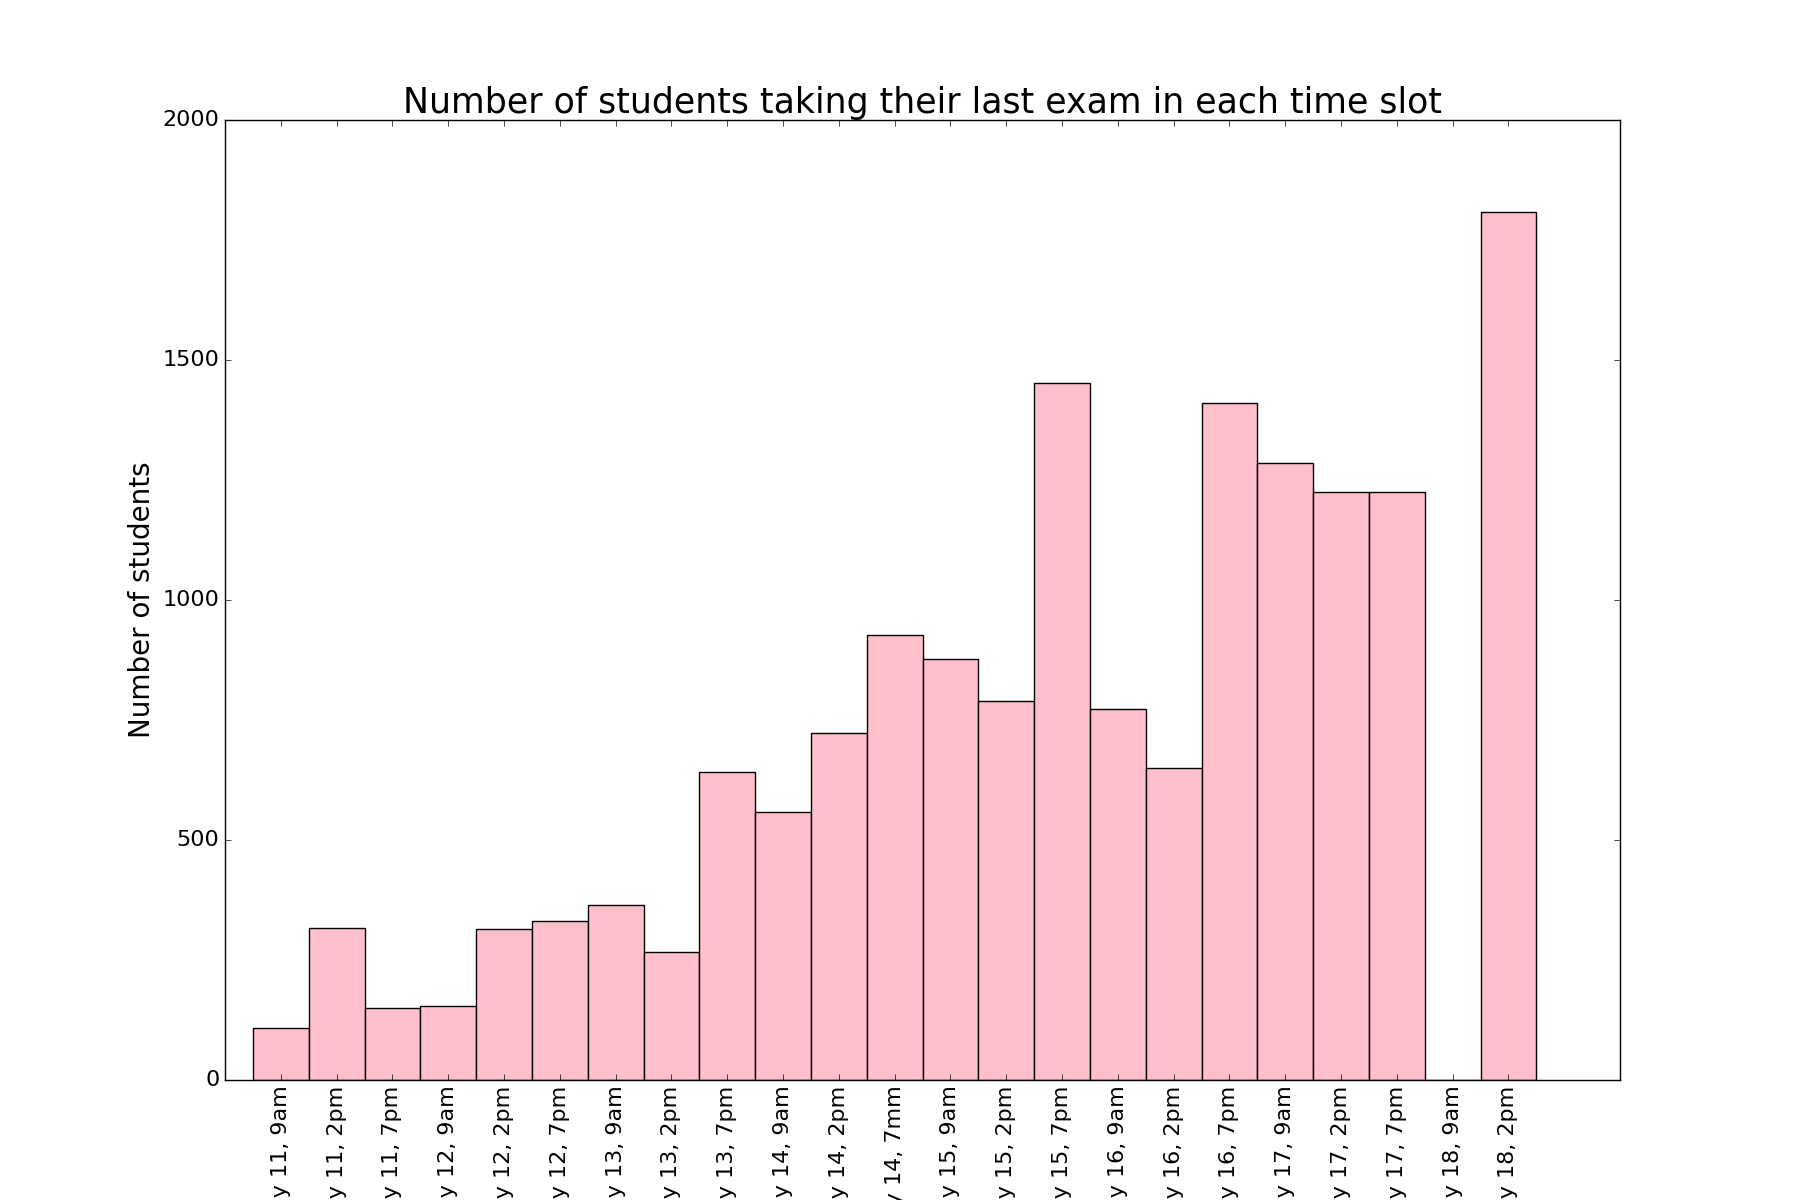 Number of students taking their last exam in each time slot
Number of students
2000
1500
1000
500
0
y 11, 9am
y 11, 2pm
y 11, 7pm
y 12, 9am
y 12, 2pm
y 12, 7pm
y 13, 9am
y 13, 2pm
y 13, 7pm
y 14, 9am
y 14, 2pm
y 14, 7mm
y 15, 9am
y 15, 2pm
y 15, 7pm
y 16, 9am
y 16, 2pm
y 16, 7pm
y 17, 9am
y 17, 2pm
y 17, 7pm
y 18, 9am
y 18, 2pm